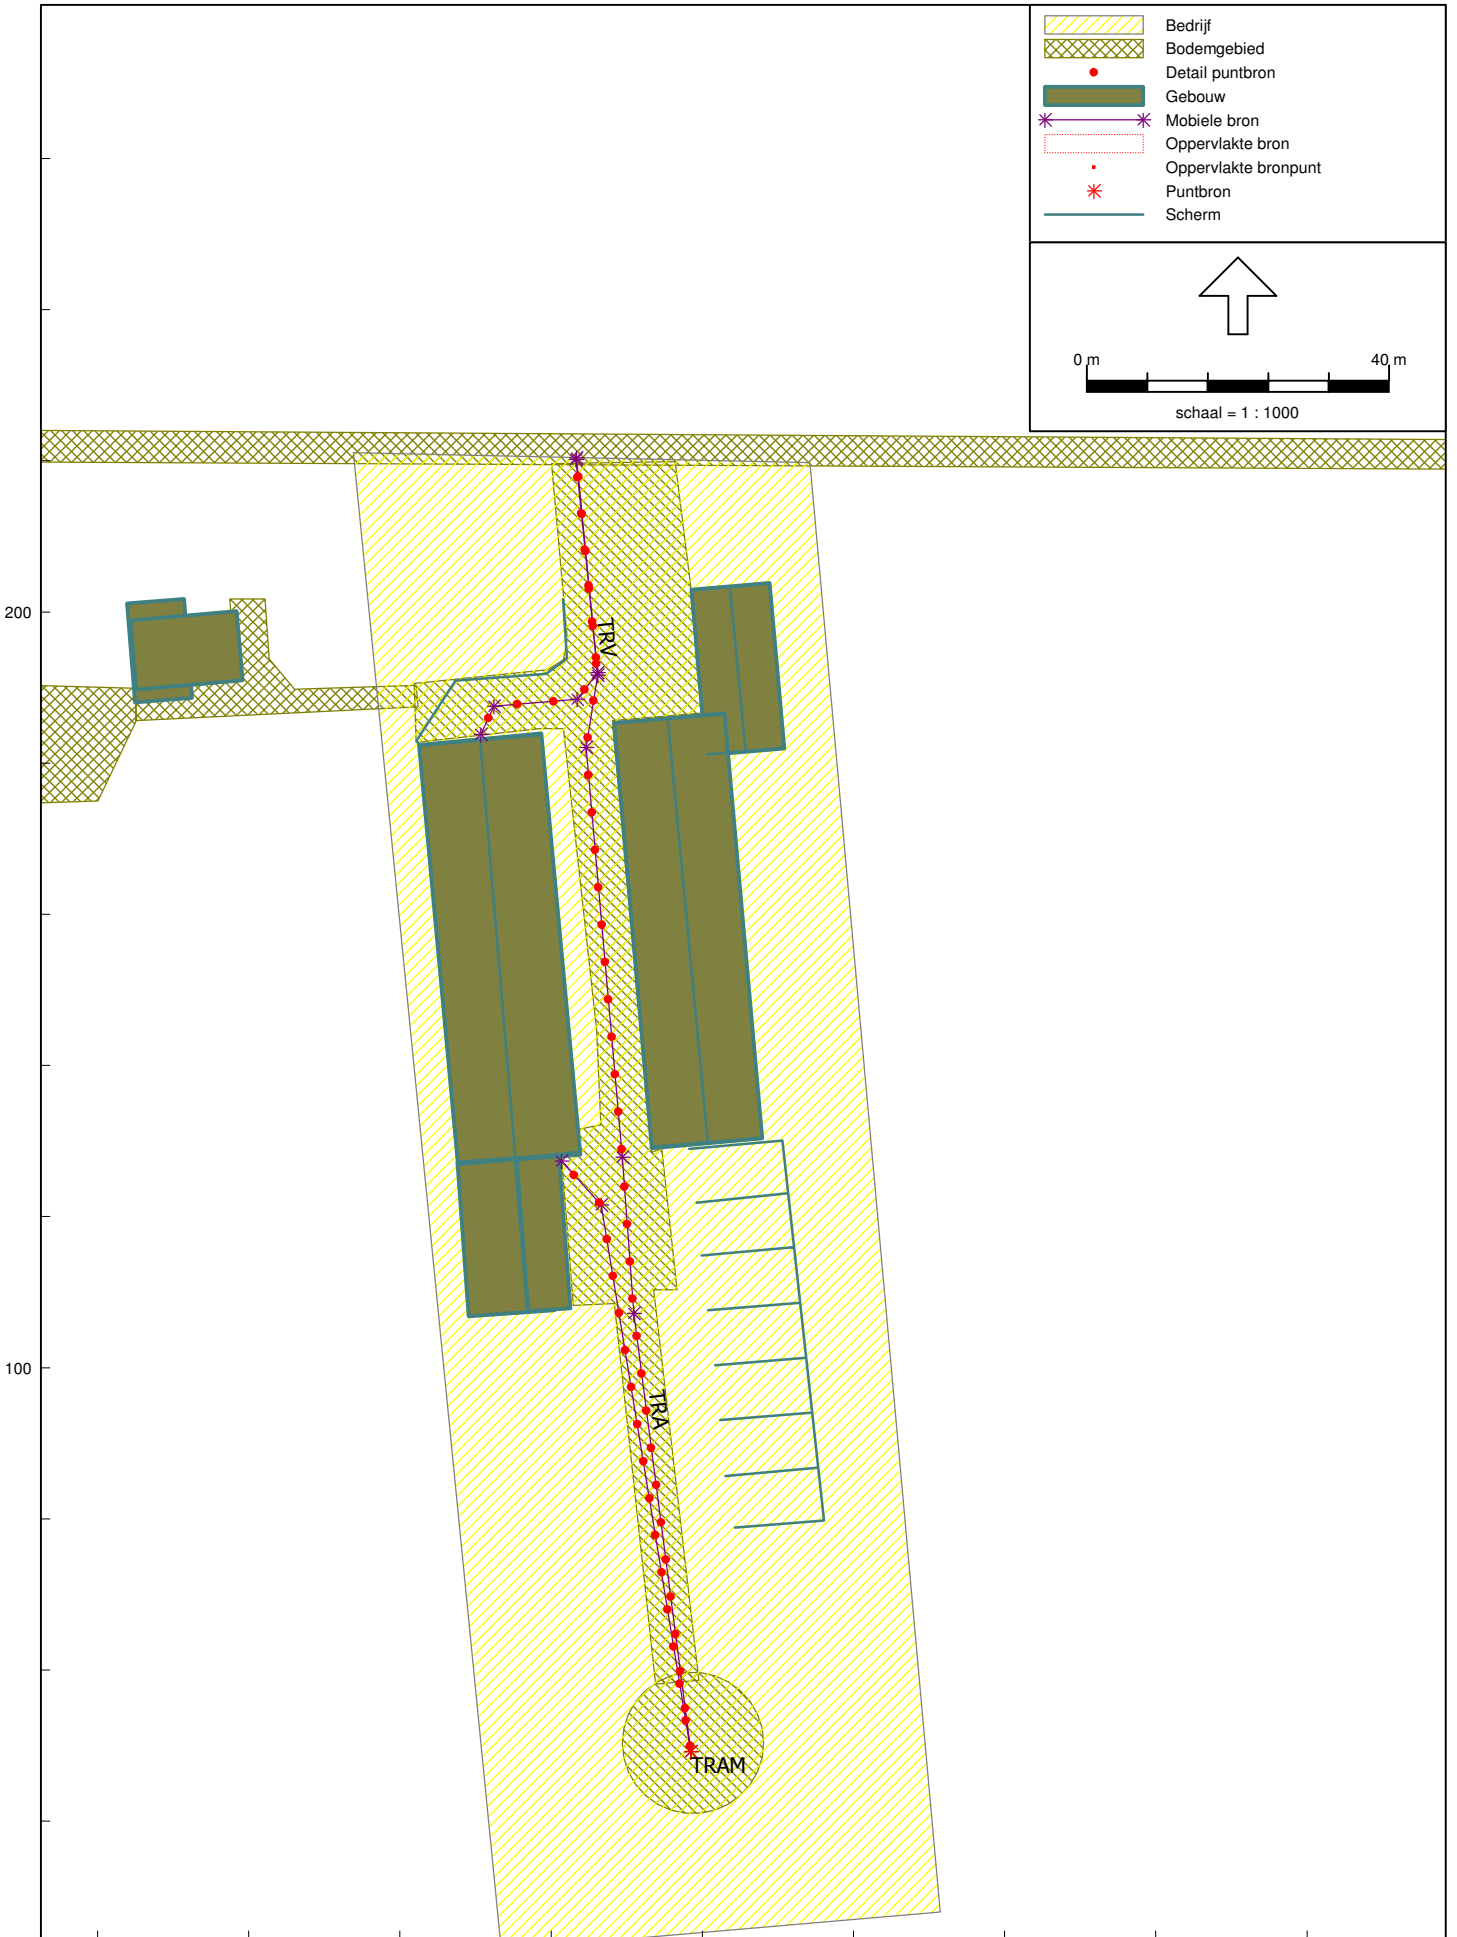 Bedrijf
Bodemgebied
Detail puntbron
Gebouw
Mobiele bron
Oppervlakte bron
Oppervlakte bronpunt
Puntbron
Scherm
0 m 40 m
schaal = 1 : 1000
200
TRV
100
TRA
TRAM